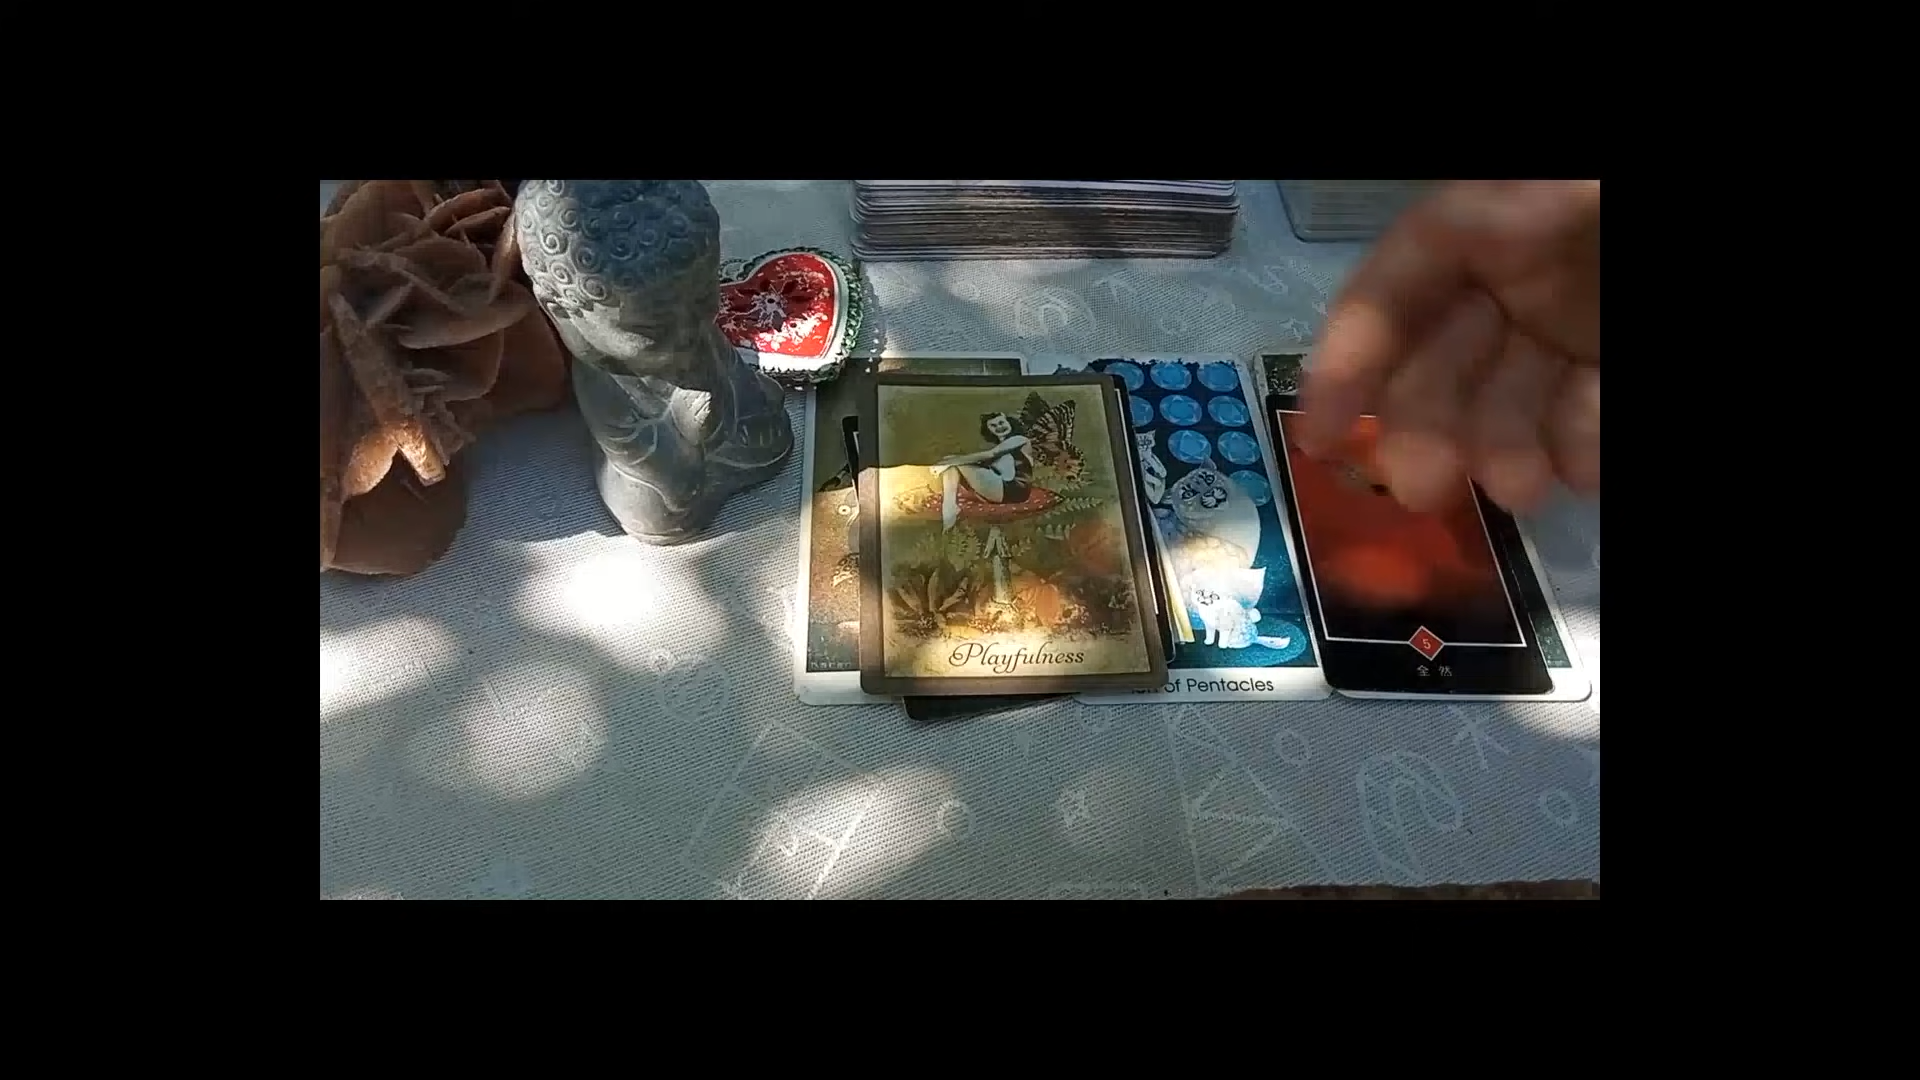 Playfulness
of Pentacles
5
全然